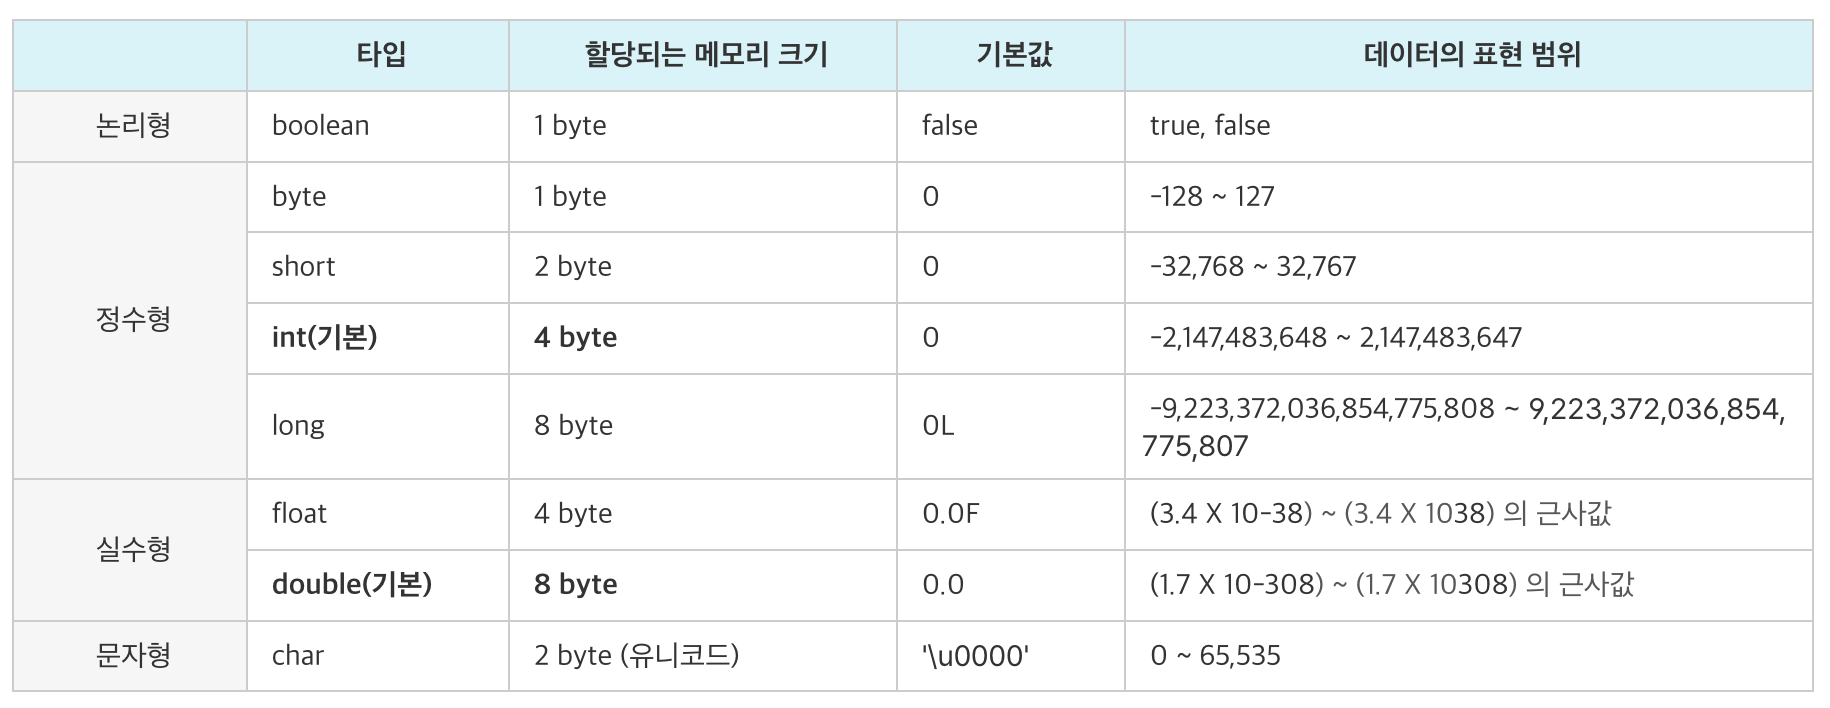 타입 할당되는 메모리 크기 기본값 데이터의 표현 범위
논리형 boolean 1 byte false true, false
정수형 byte 1 byte 0 -128 ~ 127
short 2 byte 0 -32,768 ~ 32,767
int(기본) 4 byte 0 -2,147,483,648 ~ 2,147,483,647
long 8 byte 0L -9,223,372,036,854,775,808 ~ 9,223,372,036,854,
775,807
실수형 float 4 byte 0.0F (3.4 X 10-38) ~ (3.4 X 1038) 의 근사값
double(기본) 8 byte 0.0 (1.7 X 10-308) ~ (1.7 X 10308) 의 근사값
문자형 char 2 byte (유니코드) '\u0000' 0 ~ 65,535